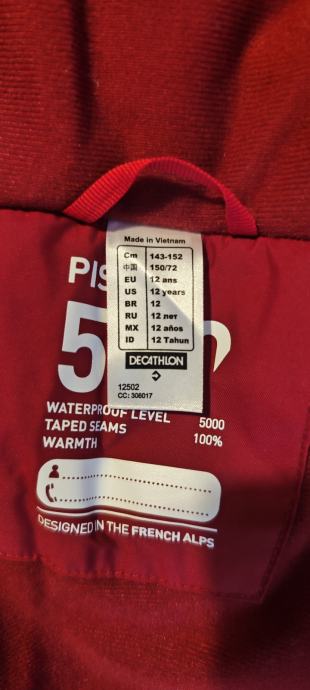 Made in Vietnam
Cm 143-152
中国 150/72
EU 12 ans
US 12 years
BR 12
RU 12 лет
MX 12 años
ID 12 Tahun
DECATHLON
12502
CC: 306017
PIS
5
WATERPROOF LEVEL 5000
TAPED SEAMS 100%
WARMTH
DESIGNED IN THE FRENCH ALPS